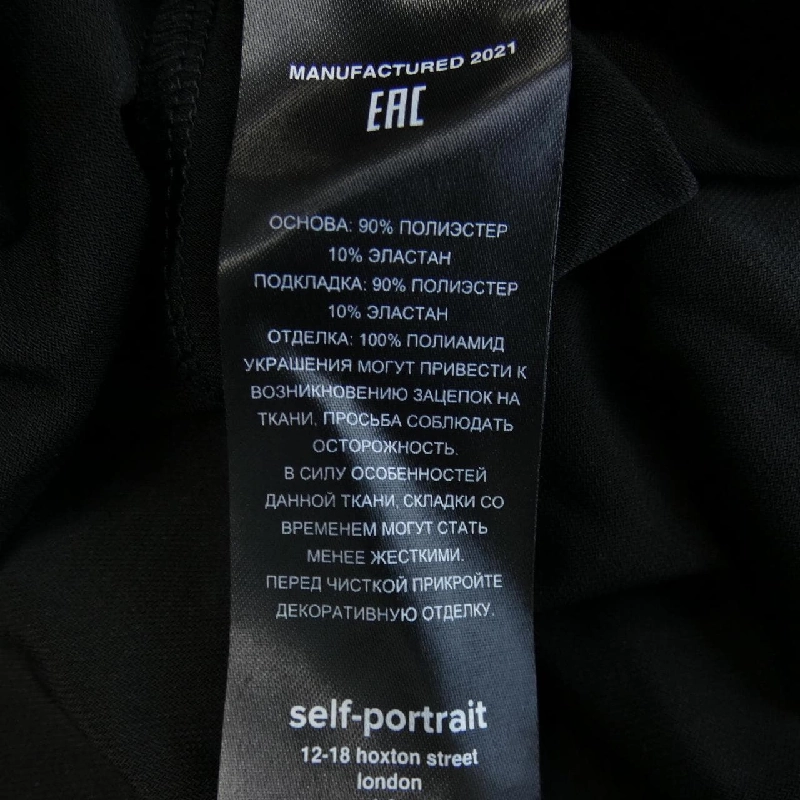 MANUFACTURED 2021
EAC
ОСНОВА: 90% ПОЛИЭСТЕР
10% ЭЛАСТАН
ПОДКЛАДКА: 90% ПОЛИЭСТЕР
10% ЭЛАСТАН
ОТДЕЛКА: 100% ПОЛИАМИД
УКРАШЕНИЯ МОГУТ ПРИВЕСТИ К
ВОЗНИКНОВЕНИЮ ЗАЦЕПОК НА
ТКАНИ, ПРОСЬБА СОБЛЮДАТЬ
ОСТОРОЖНОСТЬ.
В СИЛУ ОСОБЕННОСТЕЙ
ДАННОЙ ТКАНИ, СКЛАДКИ СО
ВРЕМЕНЕМ МОГУТ СТАТЬ
МЕНЕЕ ЖЕСТКИМИ.
ПЕРЕД ЧИСТКОЙ ПРИКРОЙТЕ
ДЕКОРАТИВНУЮ ОТДЕЛКУ.
self-portrait
12-18 hoxton street
london